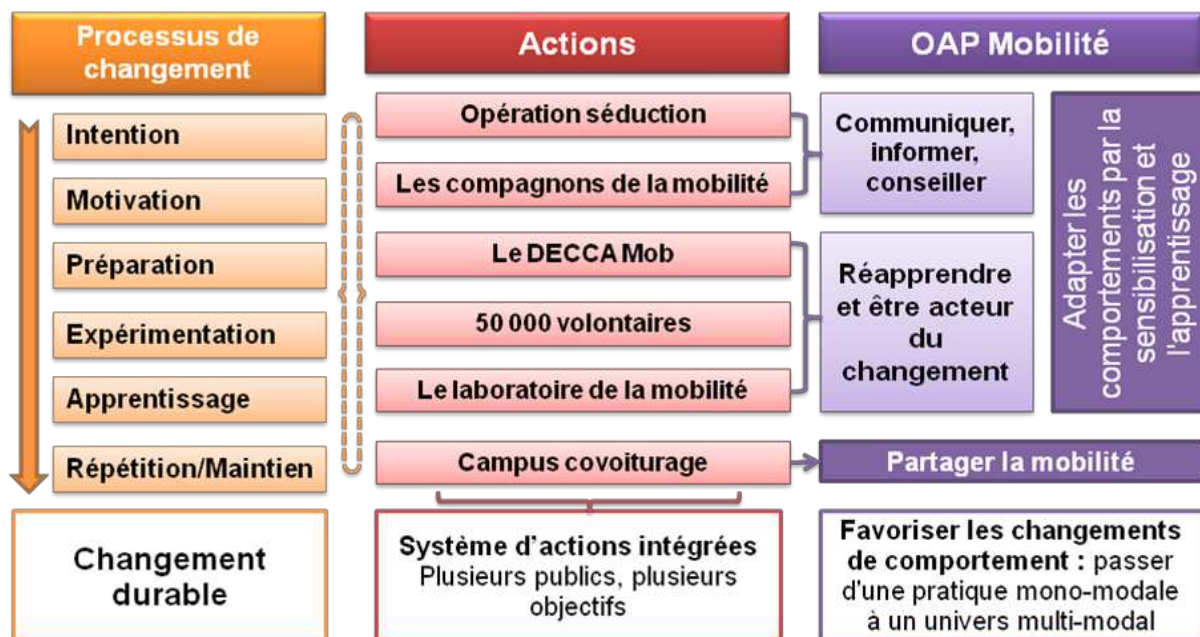 Processus de
changement
Intention
Motivation
Préparation
Expérimentation
Apprentissage
Répétition/Maintien
Changement
durable
Actions
Opération séduction
Les compagnons de la mobilité
Le DECCA Mob
50 000 volontaires
Le laboratoire de la mobilité
Campus covoiturage
Système d'actions intégrées
Plusieurs publics, plusieurs
objectifs
OAP Mobilité
Communiquer,
informer,
conseiller
Réapprendre
et être acteur
du
changement
Adapter les
comportements par la
sensibilisation et
l'apprentissage
Partager la mobilité
Favoriser les changements
de comportement : passer
d'une pratique mono-modale
à un univers multi-modal